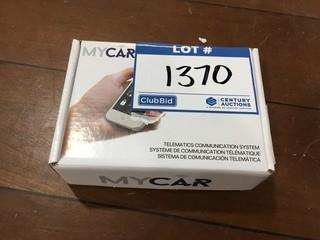 LOT #
MYCAR
1370
ClubBid
CENTURY
AUCTIONS
TELEMATICS COMMUNICATION SYSTEM
SYSTÈME DE COMMUNICATION TÉLÉMATIQUE
SISTEMA DE COMUNICACIÓN TELEMÁTICA
MYCAR